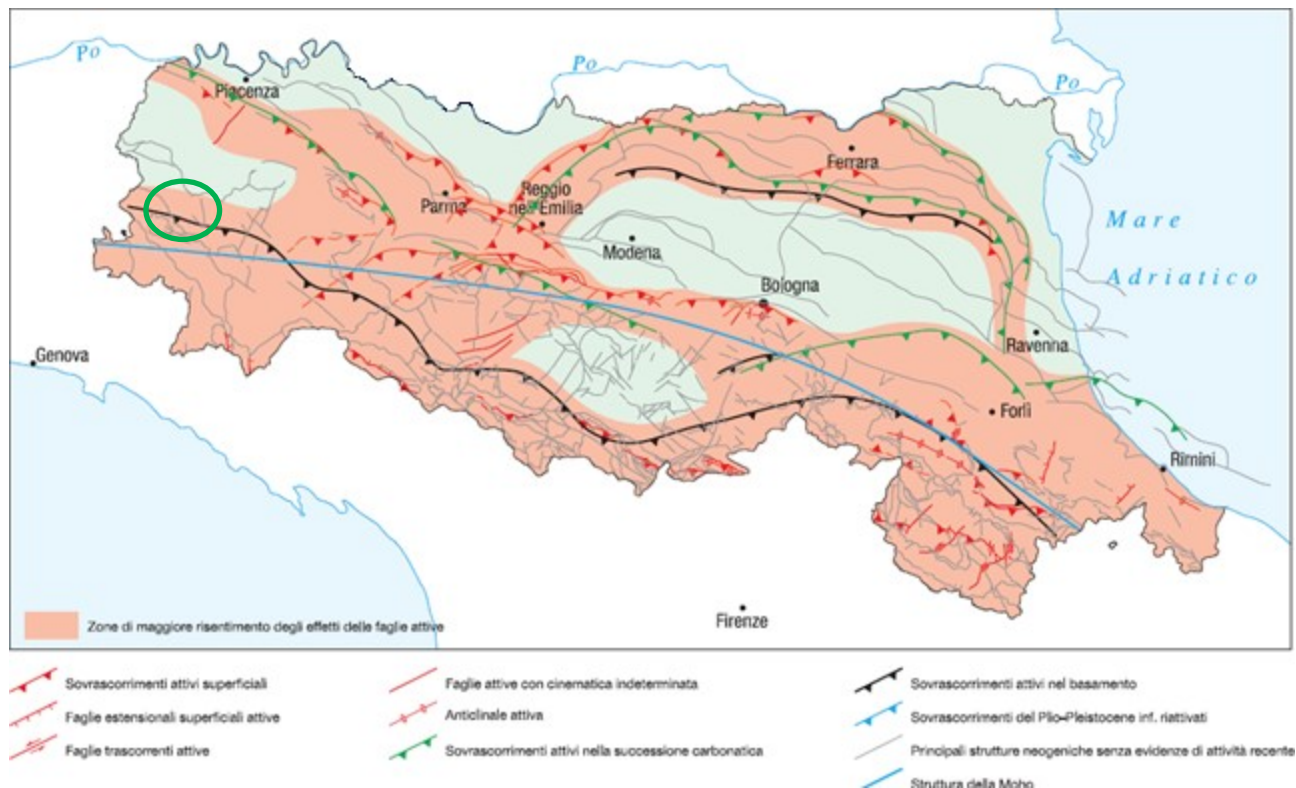 Po
Po
Po
Piacenza
Ferrara
Parma
Reggio
nell'Emilia
Modena
Mare
Adriatico
Bologna
Ravenna
Genova
Forlì
Rimini
Firenze
Zone di maggiore risentimento degli effetti delle faglie attive
Sovrascorrimenti attivi superficiali
Faglie estensionali superficiali attive
Faglie trascorrenti attive
Faglie attive con cinematica indeterminata
Anticlinale attiva
Sovrascorrimenti attivi nella successione carbonatica
Sovrascorrimenti attivi nel basamento
Sovrascorrimenti del Plio-Pleistocene inf. riattivati
Principali strutture neogeniche senza evidenze di attività recente
Struttura della Moho